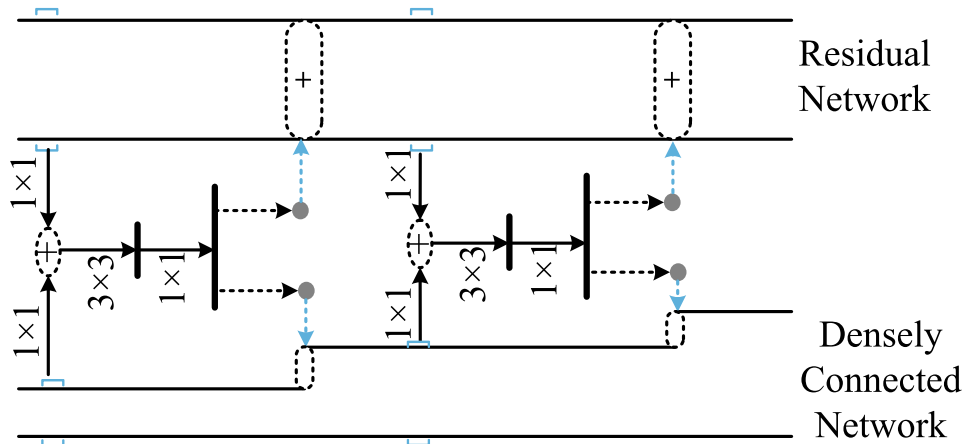 +
+
Residual
Network
1×1
1×1
+
3×3
1×1
+
3×3
1×1
1×1
1×1
Densely
Connected
Network